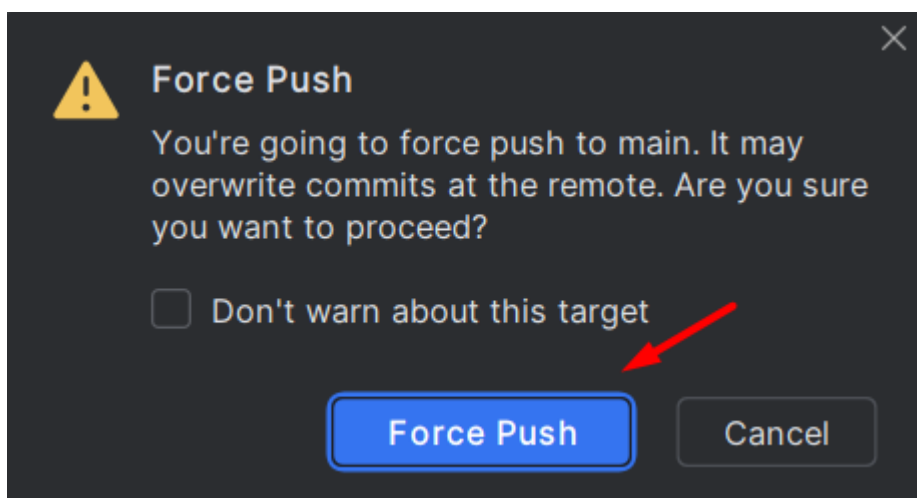 Force Push
You're going to force push to main. It may
overwrite commits at the remote. Are you sure
you want to proceed?
Don't warn about this target
Force Push
Cancel